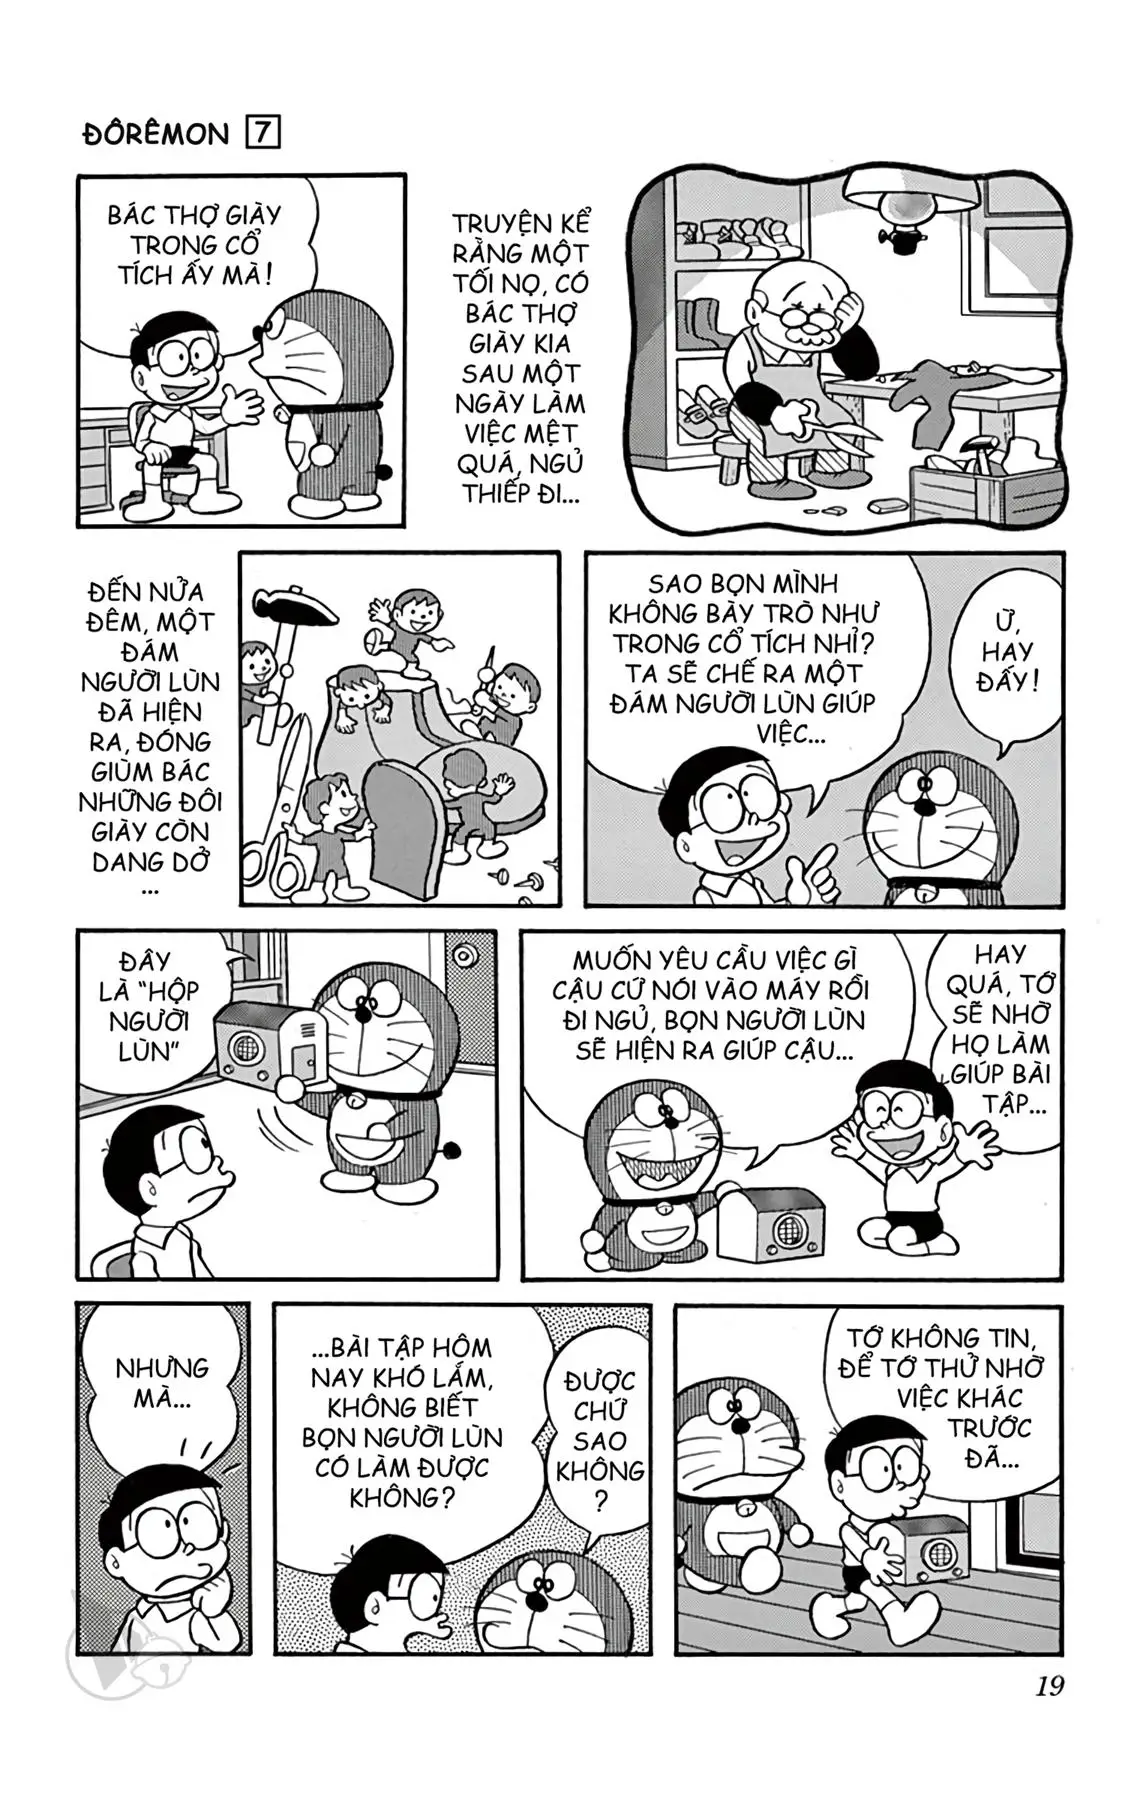 ĐÔRÊMON 7
BÁC THỢ GIÀY
TRONG CỔ
TÍCH ẤY MÀ!
TRUYỆN KỂ
RẰNG MỘT
TỐI NỌ, CÓ
BÁC THỢ
GIÀY KIA
SAU MỘT
NGÀY LÀM
VIỆC MỆT
QUÁ, NGỦ
THIẾP ĐI...
ĐẾN NỬA
ĐÊM, MỘT
ĐÁM
NGƯỜI LÙN
ĐÃ HIỆN
RA, ĐÓNG
GIÙM BÁC
NHỮNG ĐÔI
GIÀY CÒN
DANG DỞ
...
SAO BỌN MÌNH
KHÔNG BÀY TRÒ NHƯ
TRONG CỔ TÍCH NHỈ?
TA SẼ CHẾ RA MỘT
ĐÁM NGƯỜI LÙN GIÚP
VIỆC...
Ừ,
HAY
ĐẤY!
ĐÂY
LÀ "HỘP
NGƯỜI
LÙN"
MUỐN YÊU CẦU VIỆC GÌ
CẬU CỨ NÓI VÀO MÁY RỒI
ĐI NGỦ, BỌN NGƯỜI LÙN
SẼ HIỆN RA GIÚP CẬU...
HAY
QUÁ, TỚ
SẼ NHỜ
HỌ LÀM
GIÚP BÀI
TẬP...
NHƯNG
MÀ...
...BÀI TẬP HÔM
NAY KHÓ LẮM,
KHÔNG BIẾT
BỌN NGƯỜI LÙN
CÓ LÀM ĐƯỢC
KHÔNG?
ĐƯỢC
CHỨ
SAO
KHÔNG
?
TỚ KHÔNG TIN,
ĐỂ TỚ THỬ NHỜ
VIỆC KHÁC
TRƯỚC
ĐÃ...
19